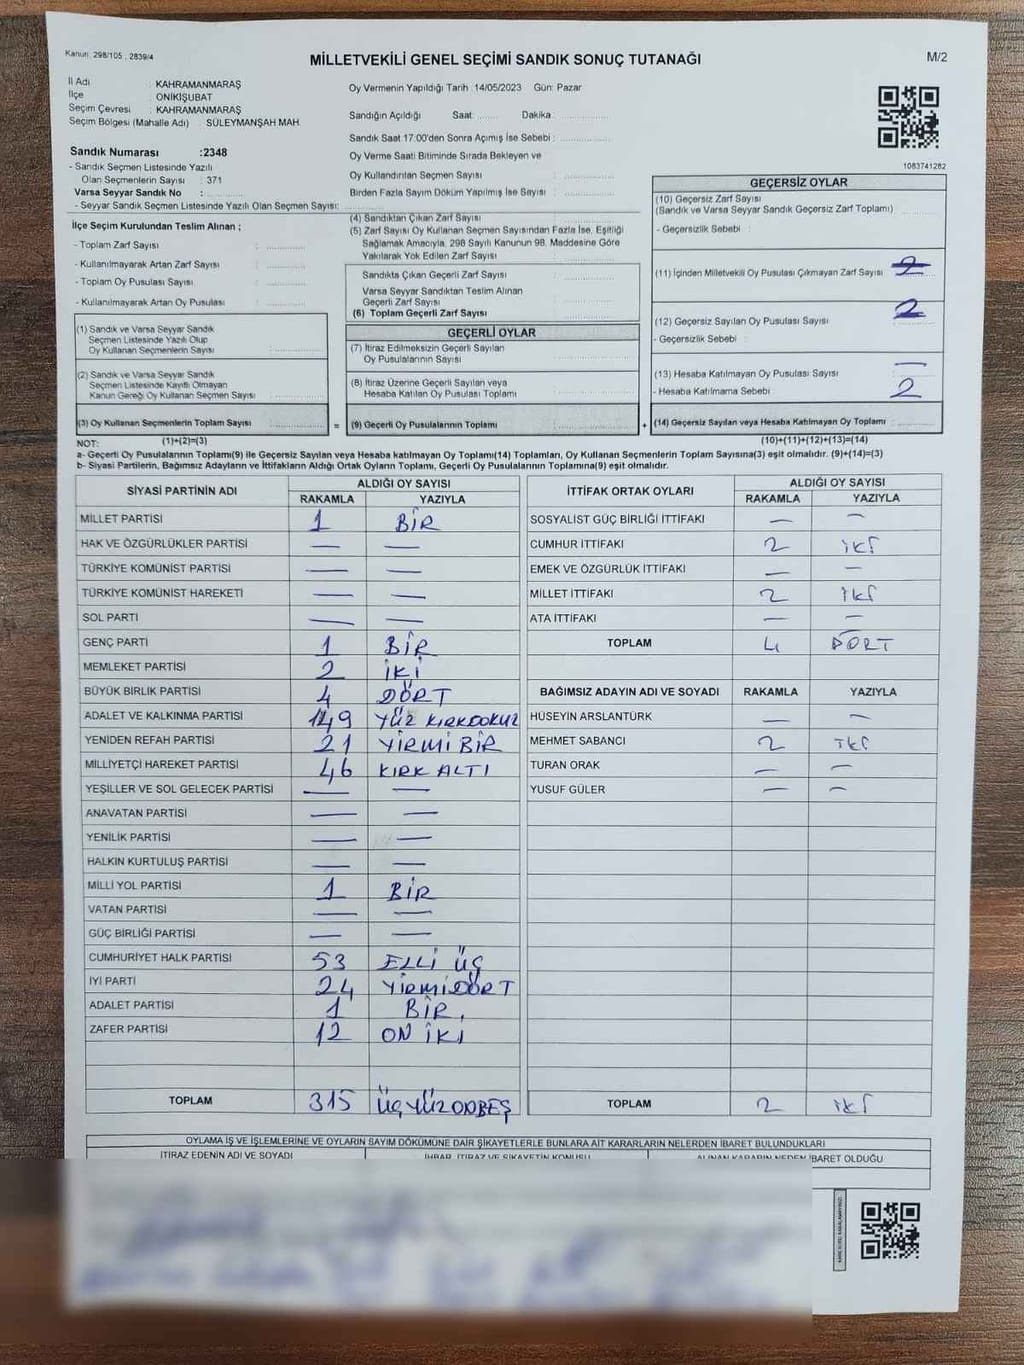 Kanun: 298/105 , 2839/4
MİLLETVEKİLİ GENEL SEÇİMİ SANDIK SONUÇ TUTANAĞI
M/2
İl Adı : KAHRAMANMARAŞ
İlçe : ONİKİŞUBAT
Seçim Çevresi : KAHRAMANMARAŞ
Seçim Bölgesi (Mahalle Adı) : SÜLEYMANŞAH MAH.
Sandık Numarası :2348
- Sandık Seçmen Listesinde Yazılı
Olan Seçmenlerin Sayısı : 371
Varsa Seyyar Sandık No :
- Seyyar Sandık Seçmen Listesinde Yazılı Olan Seçmen Sayısı:
Oy Vermenin Yapıldığı Tarih :14/05/2023 Gün: Pazar
Sandığın Açıldığı Saat: Dakika:
Sandık Saat 17:00'den Sonra Açılmış İse Sebebi :
Oy Verme Saati Bitiminde Sırada Bekleyen ve
Oy Kullandırılan Seçmen Sayısı :
Birden Fazla Sayım Döküm Yapılmış İse Sayısı :
1083741282
İlçe Seçim Kurulundan Teslim Alınan ;
- Toplam Zarf Sayısı :
- Kullanılmayarak Artan Zarf Sayısı :
- Toplam Oy Pusulası Sayısı :
- Kullanılmayarak Artan Oy Pusulası :
(1) Sandık ve Varsa Seyyar Sandık
Seçmen Listesinde Yazılı Olup
Oy Kullanan Seçmenlerin Sayısı :
(2) Sandık ve Varsa Seyyar Sandık
Seçmen Listesinde Kayıtlı Olmayan
Kanun Gereği Oy Kullanan Seçmen Sayısı :
(3) Oy Kullanan Seçmenlerin Toplam Sayısı :
(4) Sandıktan Çıkan Zarf Sayısı :
(5) Zarf Sayısı Oy Kullanan Seçmen Sayısından Fazla İse, Eşitliği
Sağlamak Amacıyla, 298 Sayılı Kanunun 98. Maddesine Göre
Yakılarak Yok Edilen Zarf Sayısı :
Sandıkta Çıkan Geçerli Zarf Sayısı :
Varsa Seyyar Sandıktan Teslim Alınan
Geçerli Zarf Sayısı :
(6) Toplam Geçerli Zarf Sayısı :
GEÇERLİ OYLAR
(7) İtiraz Edilmeksizin Geçerli Sayılan
Oy Pusulalarının Sayısı :
(8) İtiraz Üzerine Geçerli Sayılan veya
Hesaba Katılan Oy Pusulası Toplamı :
= (9) Geçerli Oy Pusulalarının Toplamı :
GEÇERSİZ OYLAR
(10) Geçersiz Zarf Sayısı
(Sandık ve Varsa Seyyar Sandık Geçersiz Zarf Toplamı) :
- Geçersizlik Sebebi :
(11) İçinden Milletvekili Oy Pusulası Çıkmayan Zarf Sayısı : 2
(12) Geçersiz Sayılan Oy Pusulası Sayısı : 2
- Geçersizlik Sebebi :
(13) Hesaba Katılmayan Oy Pusulası Sayısı : —
- Hesaba Katılmama Sebebi : 2
+ (14) Geçersiz Sayılan veya Hesaba Katılmayan Oy Toplamı :
NOT: (1)+(2)=(3) (10)+(11)+(12)+(13)=(14)
a- Geçerli Oy Pusulalarının Toplamı(9) ile Geçersiz Sayılan veya Hesaba katılmayan Oy Toplamı(14) Toplamları, Oy Kullanan Seçmenlerin Toplam Sayısına(3) eşit olmalıdır. (9)+(14)=(3)
b- Siyasi Partilerin, Bağımsız Adayların ve İttifakların Aldığı Ortak Oyların Toplamı, Geçerli Oy Pusulalarının Toplamına(9) eşit olmalıdır.
SİYASİ PARTİNİN ADI ALDIĞI OY SAYISI
RAKAMLA YAZIYLA
MİLLET PARTİSİ 1 BİR
HAK VE ÖZGÜRLÜKLER PARTİSİ — —
TÜRKİYE KOMÜNİST PARTİSİ — —
TÜRKİYE KOMÜNİST HAREKETİ — —
SOL PARTİ — —
GENÇ PARTİ 1 BİR
MEMLEKET PARTİSİ 2 İKİ
BÜYÜK BİRLİK PARTİSİ 4 DÖRT
ADALET VE KALKINMA PARTİSİ 149 YÜZ KIRKDOKUZ
YENİDEN REFAH PARTİSİ 21 YİRMİ BİR
MİLLİYETÇİ HAREKET PARTİSİ 46 KIRK ALTI
YEŞİLLER VE SOL GELECEK PARTİSİ — —
ANAVATAN PARTİSİ — —
YENİLİK PARTİSİ — —
HALKIN KURTULUŞ PARTİSİ — —
MİLLİ YOL PARTİSİ 1 BİR
VATAN PARTİSİ — —
GÜÇ BİRLİĞİ PARTİSİ — —
CUMHURİYET HALK PARTİSİ 53 ELLİ ÜÇ
İYİ PARTİ 24 YİRMİDÖRT
ADALET PARTİSİ 1 BİR
ZAFER PARTİSİ 12 ON İKİ
TOPLAM 315 ÜÇYÜZONBEŞ
İTTİFAK ORTAK OYLARI ALDIĞI OY SAYISI
RAKAMLA YAZIYLA
SOSYALİST GÜÇ BİRLİĞİ İTTİFAKI — —
CUMHUR İTTİFAKI 2 İKİ
EMEK VE ÖZGÜRLÜK İTTİFAKI — —
MİLLET İTTİFAKI 2 İKİ
ATA İTTİFAKI — —
TOPLAM 4 DÖRT
BAĞIMSIZ ADAYIN ADI VE SOYADI RAKAMLA YAZIYLA
HÜSEYİN ARSLANTÜRK — —
MEHMET SABANCI 2 İKİ
TURAN ORAK — —
YUSUF GÜLER — —
TOPLAM 2 İKİ
OYLAMA İŞ VE İŞLEMLERİNE VE OYLARIN SAYIM DÖKÜMÜNE DAİR ŞİKAYETLERLE BUNLARA AİT KARARLARIN NELERDEN İBARET BULUNDUKLARI
İTİRAZ EDENİN ADI VE SOYADI İHBAR, İTİRAZ VE ŞİKAYETİN KONUSU ALINAN KARARIN NEDEN İBARET OLDUĞU